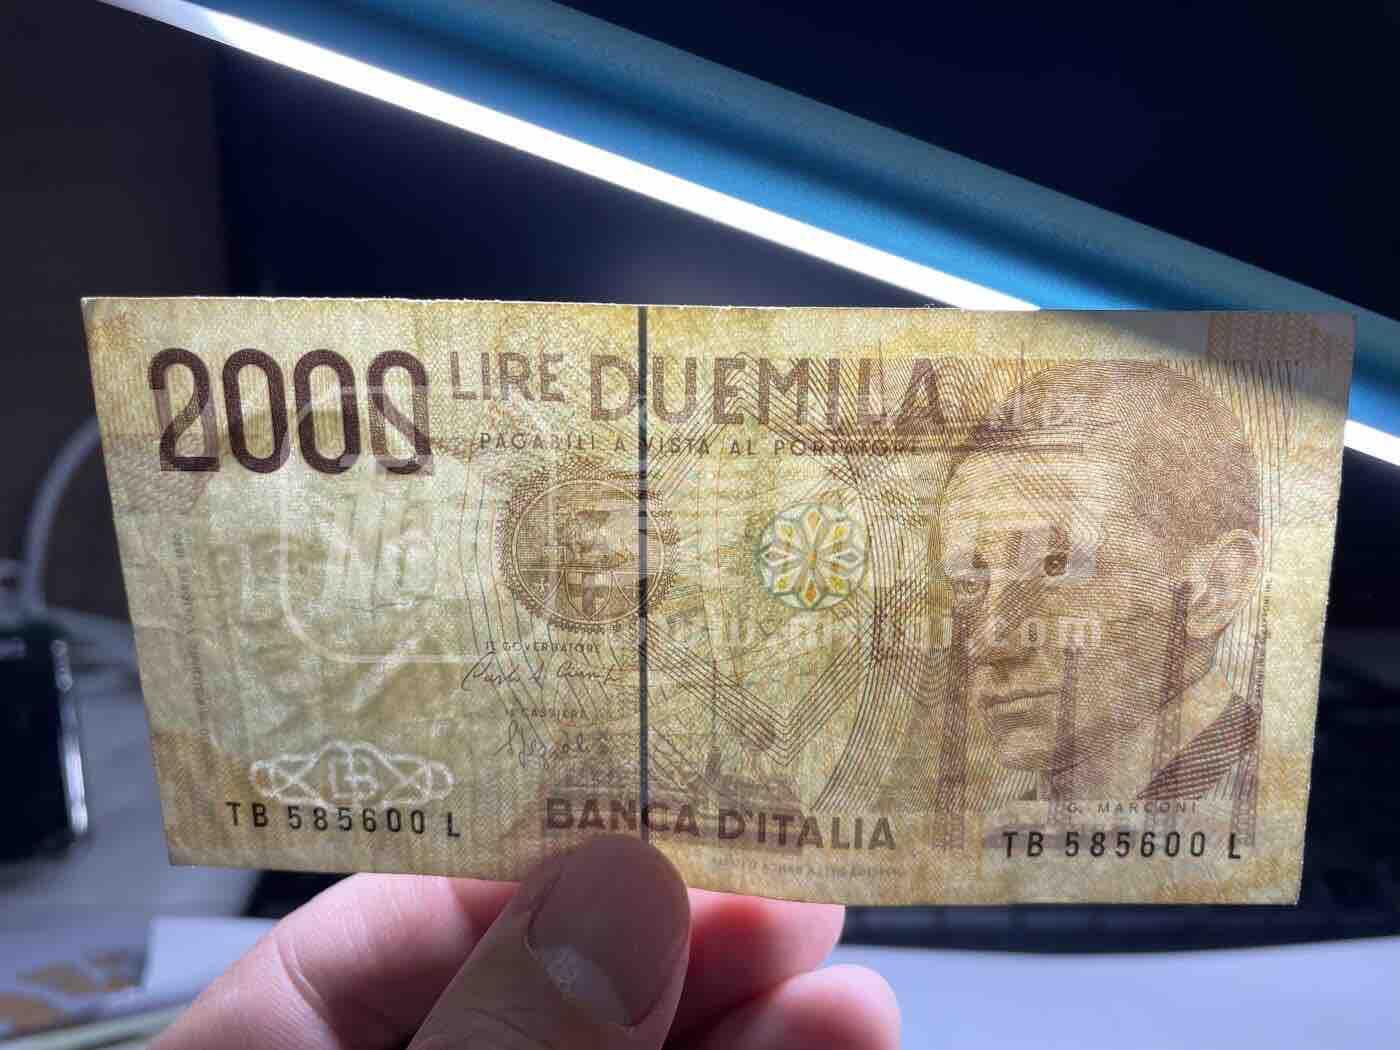 2000 LIRE DUEMILA
PAGABILI A VISTA AL PORTATORE
IL GOVERNATORE
IL CASSIERE
TB 585600 L
BANCA D'ITALIA
G. MARCONI
TB 585600 L